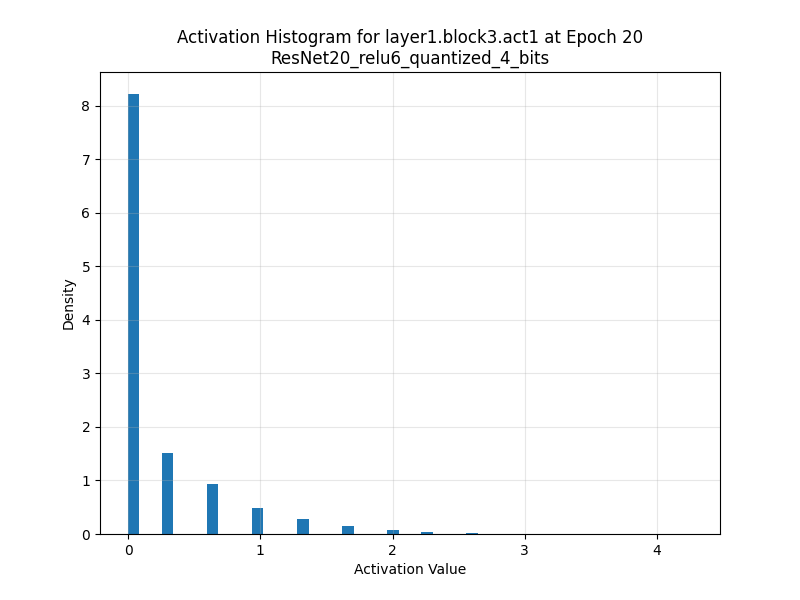 Activation Histogram for layer1.block3.act1 at Epoch 20
ResNet20_relu6_quantized_4_bits
8
7
6
5
4
3
2
1
0
Density
0 1 2 3 4
Activation Value